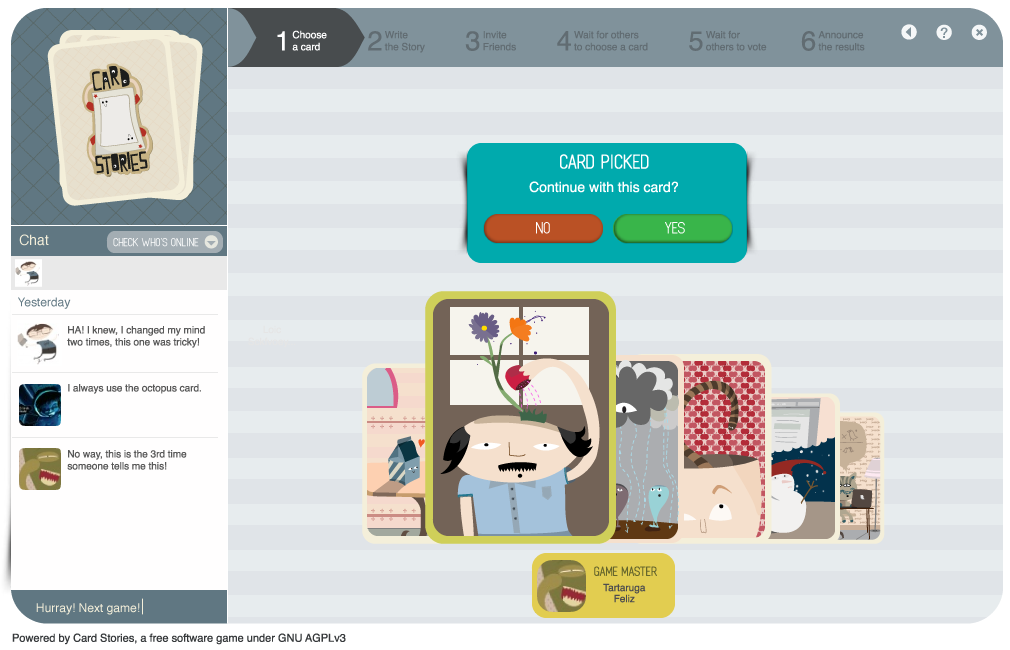 CARD
STORIES
1 Choose
a card
2 Write
the Story
3 Invite
Friends
4 Wait for others
to choose a card
5 Wait for
others to vote
6 Announce
the results
?
Chat
CHECK WHO'S ONLINE
Yesterday
HA! I knew, I changed my mind
two times, this one was tricky!
I always use the octopus card.
No way, this is the 3rd time
someone tells me this!
Hurray! Next game!
CARD PICKED
Continue with this card?
NO
YES
GAME MASTER
Tartaruga
Feliz
Powered by Card Stories, a free software game under GNU AGPLv3